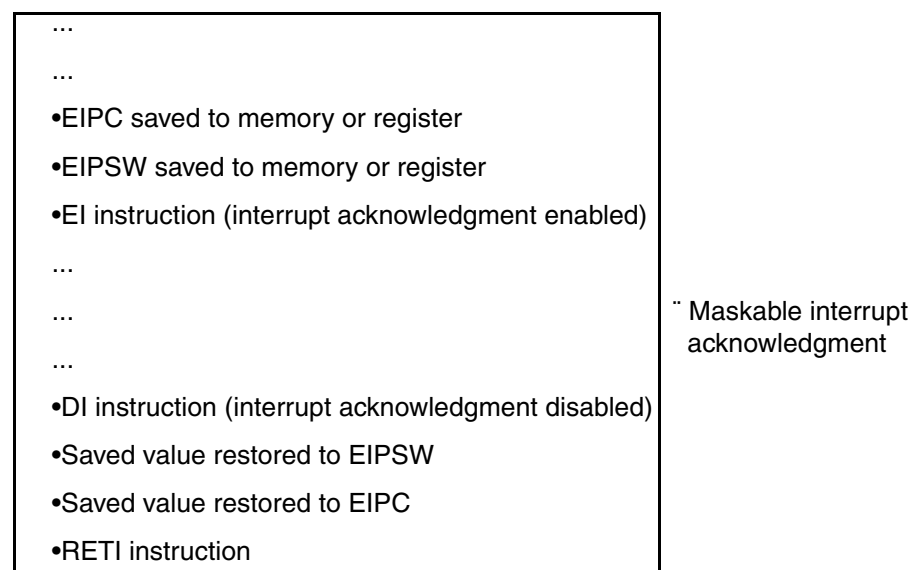 ...
...
•EIPC saved to memory or register
•EIPSW saved to memory or register
•EI instruction (interrupt acknowledgment enabled)
...
...
¨ Maskable interrupt
acknowledgment
...
•DI instruction (interrupt acknowledgment disabled)
•Saved value restored to EIPSW
•Saved value restored to EIPC
•RETI instruction